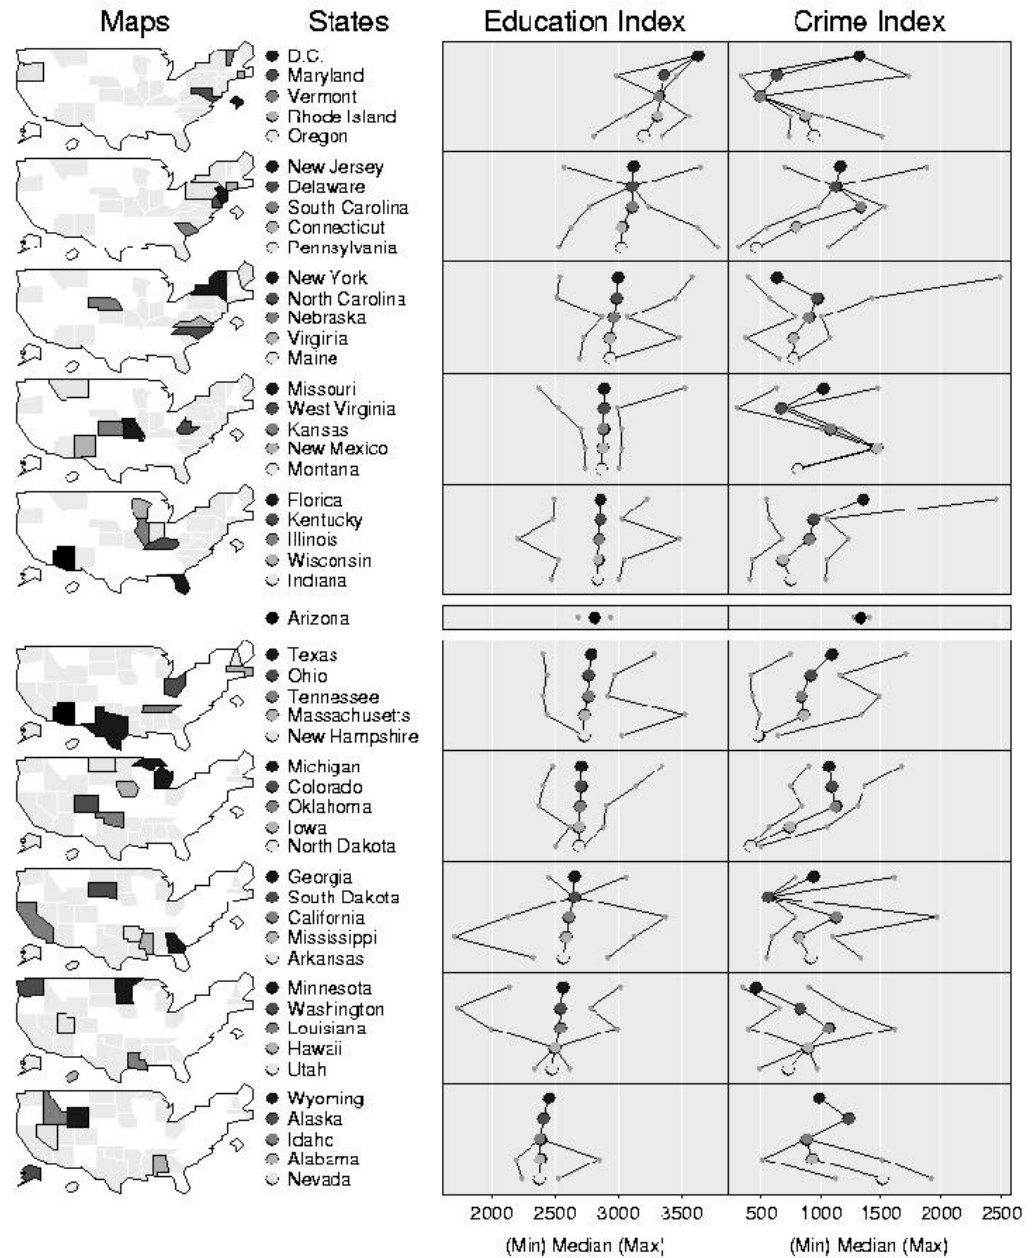 Maps States Education Index Crime Index
D.C.
Maryland
Vermont
Rhode Island
Oregon
New Jersey
Delaware
South Carolina
Connecticut
Pennsylvania
New York
North Carolina
Nebraska
Virginia
Maine
Missouri
West Virginia
Kansas
New Mexico
Montana
Florica
Kentucky
Illinois
Wisconsin
Indiana
Arizona
Texas
Ohio
Tennessee
Massachusetts
New Hampshire
Michigan
Colorado
Oklahoma
Iowa
North Dakota
Georgia
South Dakota
California
Mississippi
Arkansas
Minnesota
Washington
Louisiana
Hawaii
Utah
Wyoming
Alaska
Idahc
Alabama
Nevada
2000 2500 3000 3500 500 1000 1500 2000 2500
(Min) Median (Max) (Min) Median (Max)